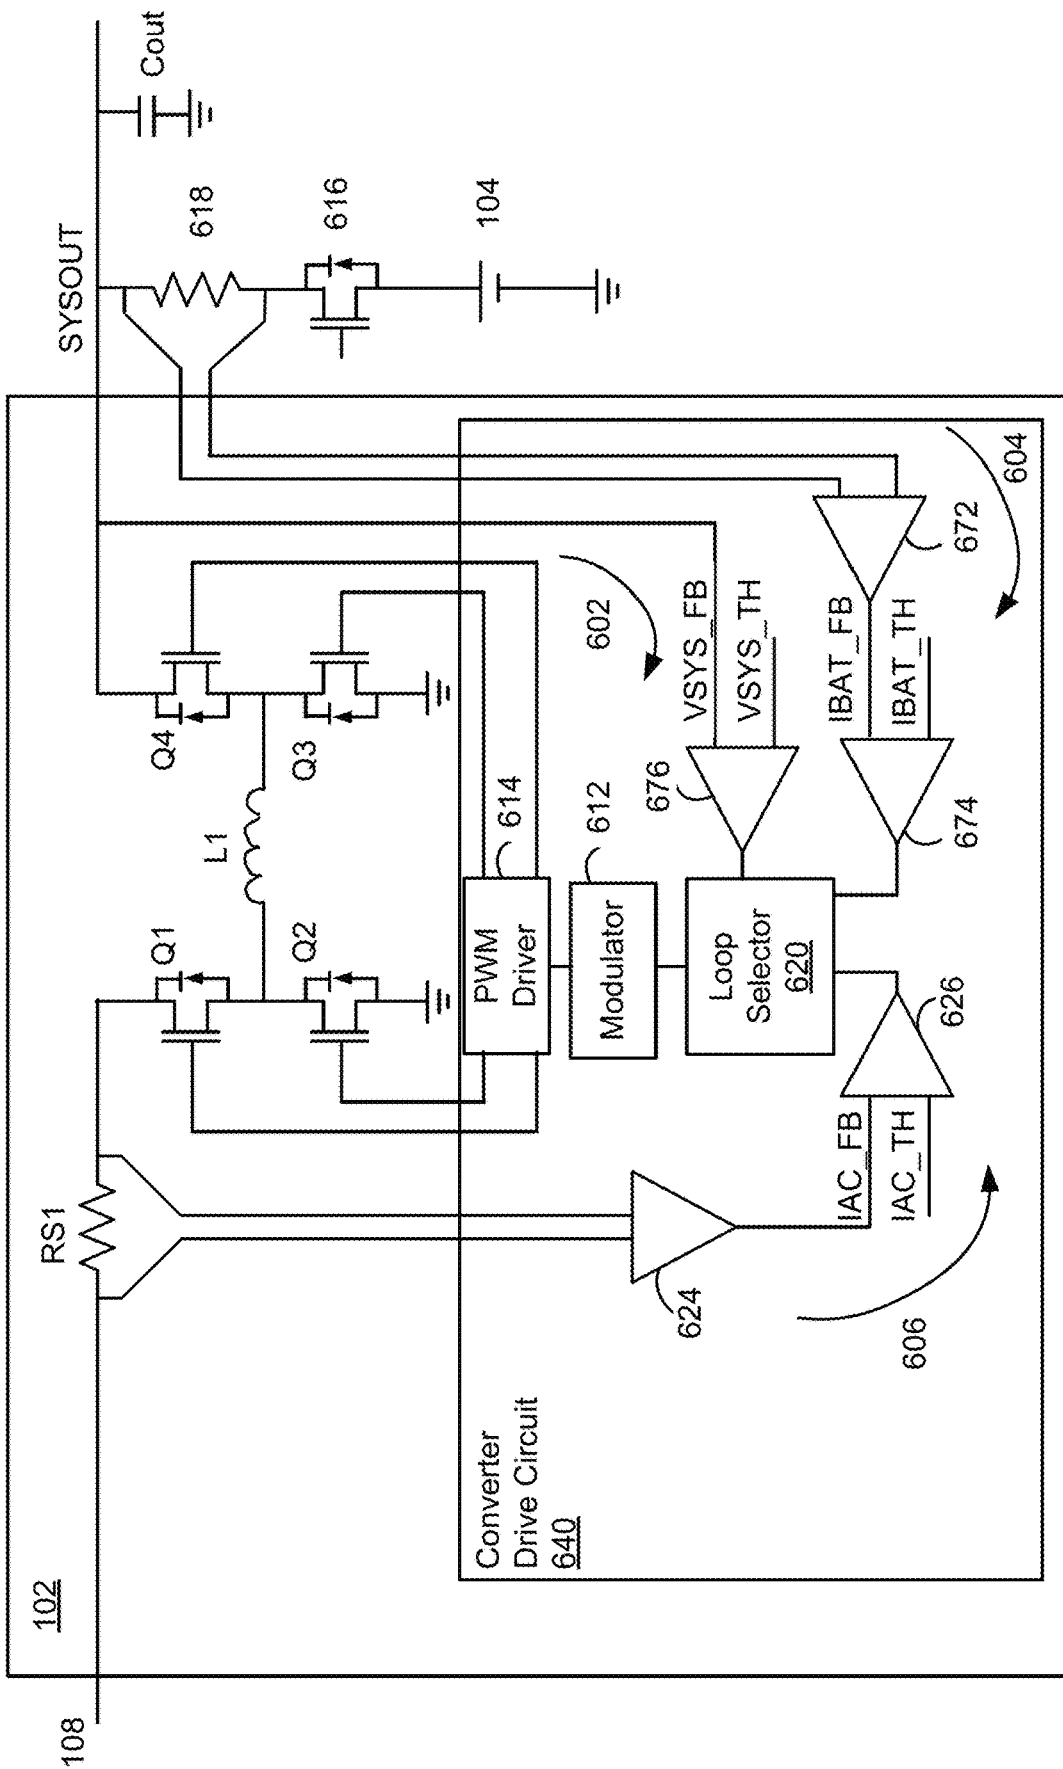 102
108
RS1
Q1
Q2
L1
Q4
Q3
SYSOUT
618
616
104
Cout
Converter
Drive Circuit
640
PWM
Driver
614
Modulator
612
Loop
Selector
620
602
VSYS_FB
VSYS_TH
676
624
606
IAC_FB
IAC_TH
626
IBAT_FB
IBAT_TH
674
672
604